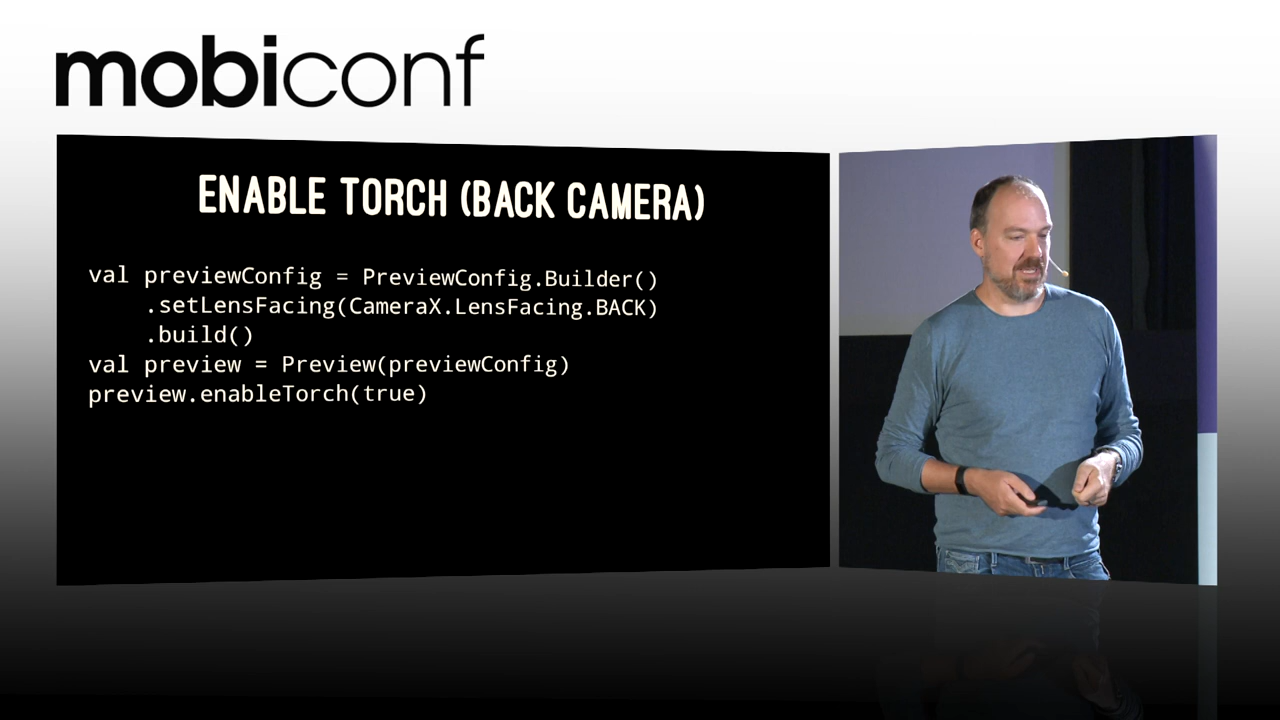 mobiconf
ENABLE TORCH (BACK CAMERA)
val previewConfig = PreviewConfig.Builder()
    .setLensFacing(CameraX.LensFacing.BACK)
    .build()
val preview = Preview(previewConfig)
preview.enableTorch(true)